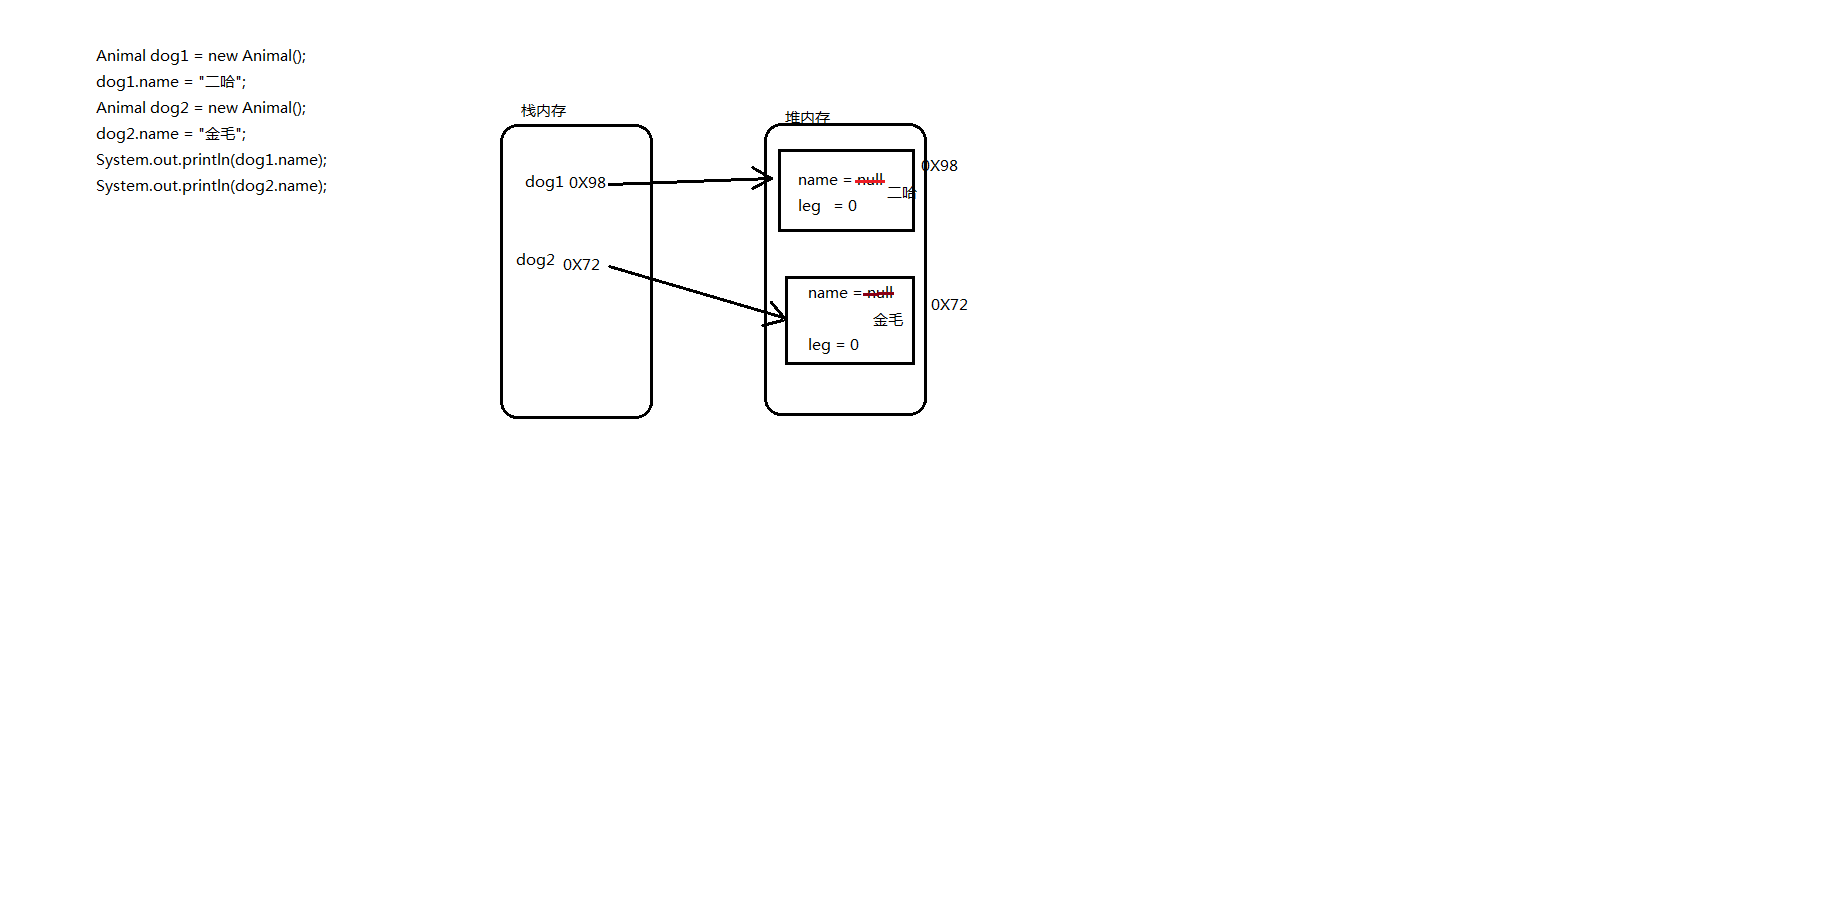 Animal dog1 = new Animal();
dog1.name = "二哈";
Animal dog2 = new Animal();
dog2.name = "金毛";
System.out.println(dog1.name);
System.out.println(dog2.name);
栈内存
dog1 0X98
dog2 0X72
堆内存
0X98
name = null
二哈
leg = 0
name = null
金毛
leg = 0
0X72